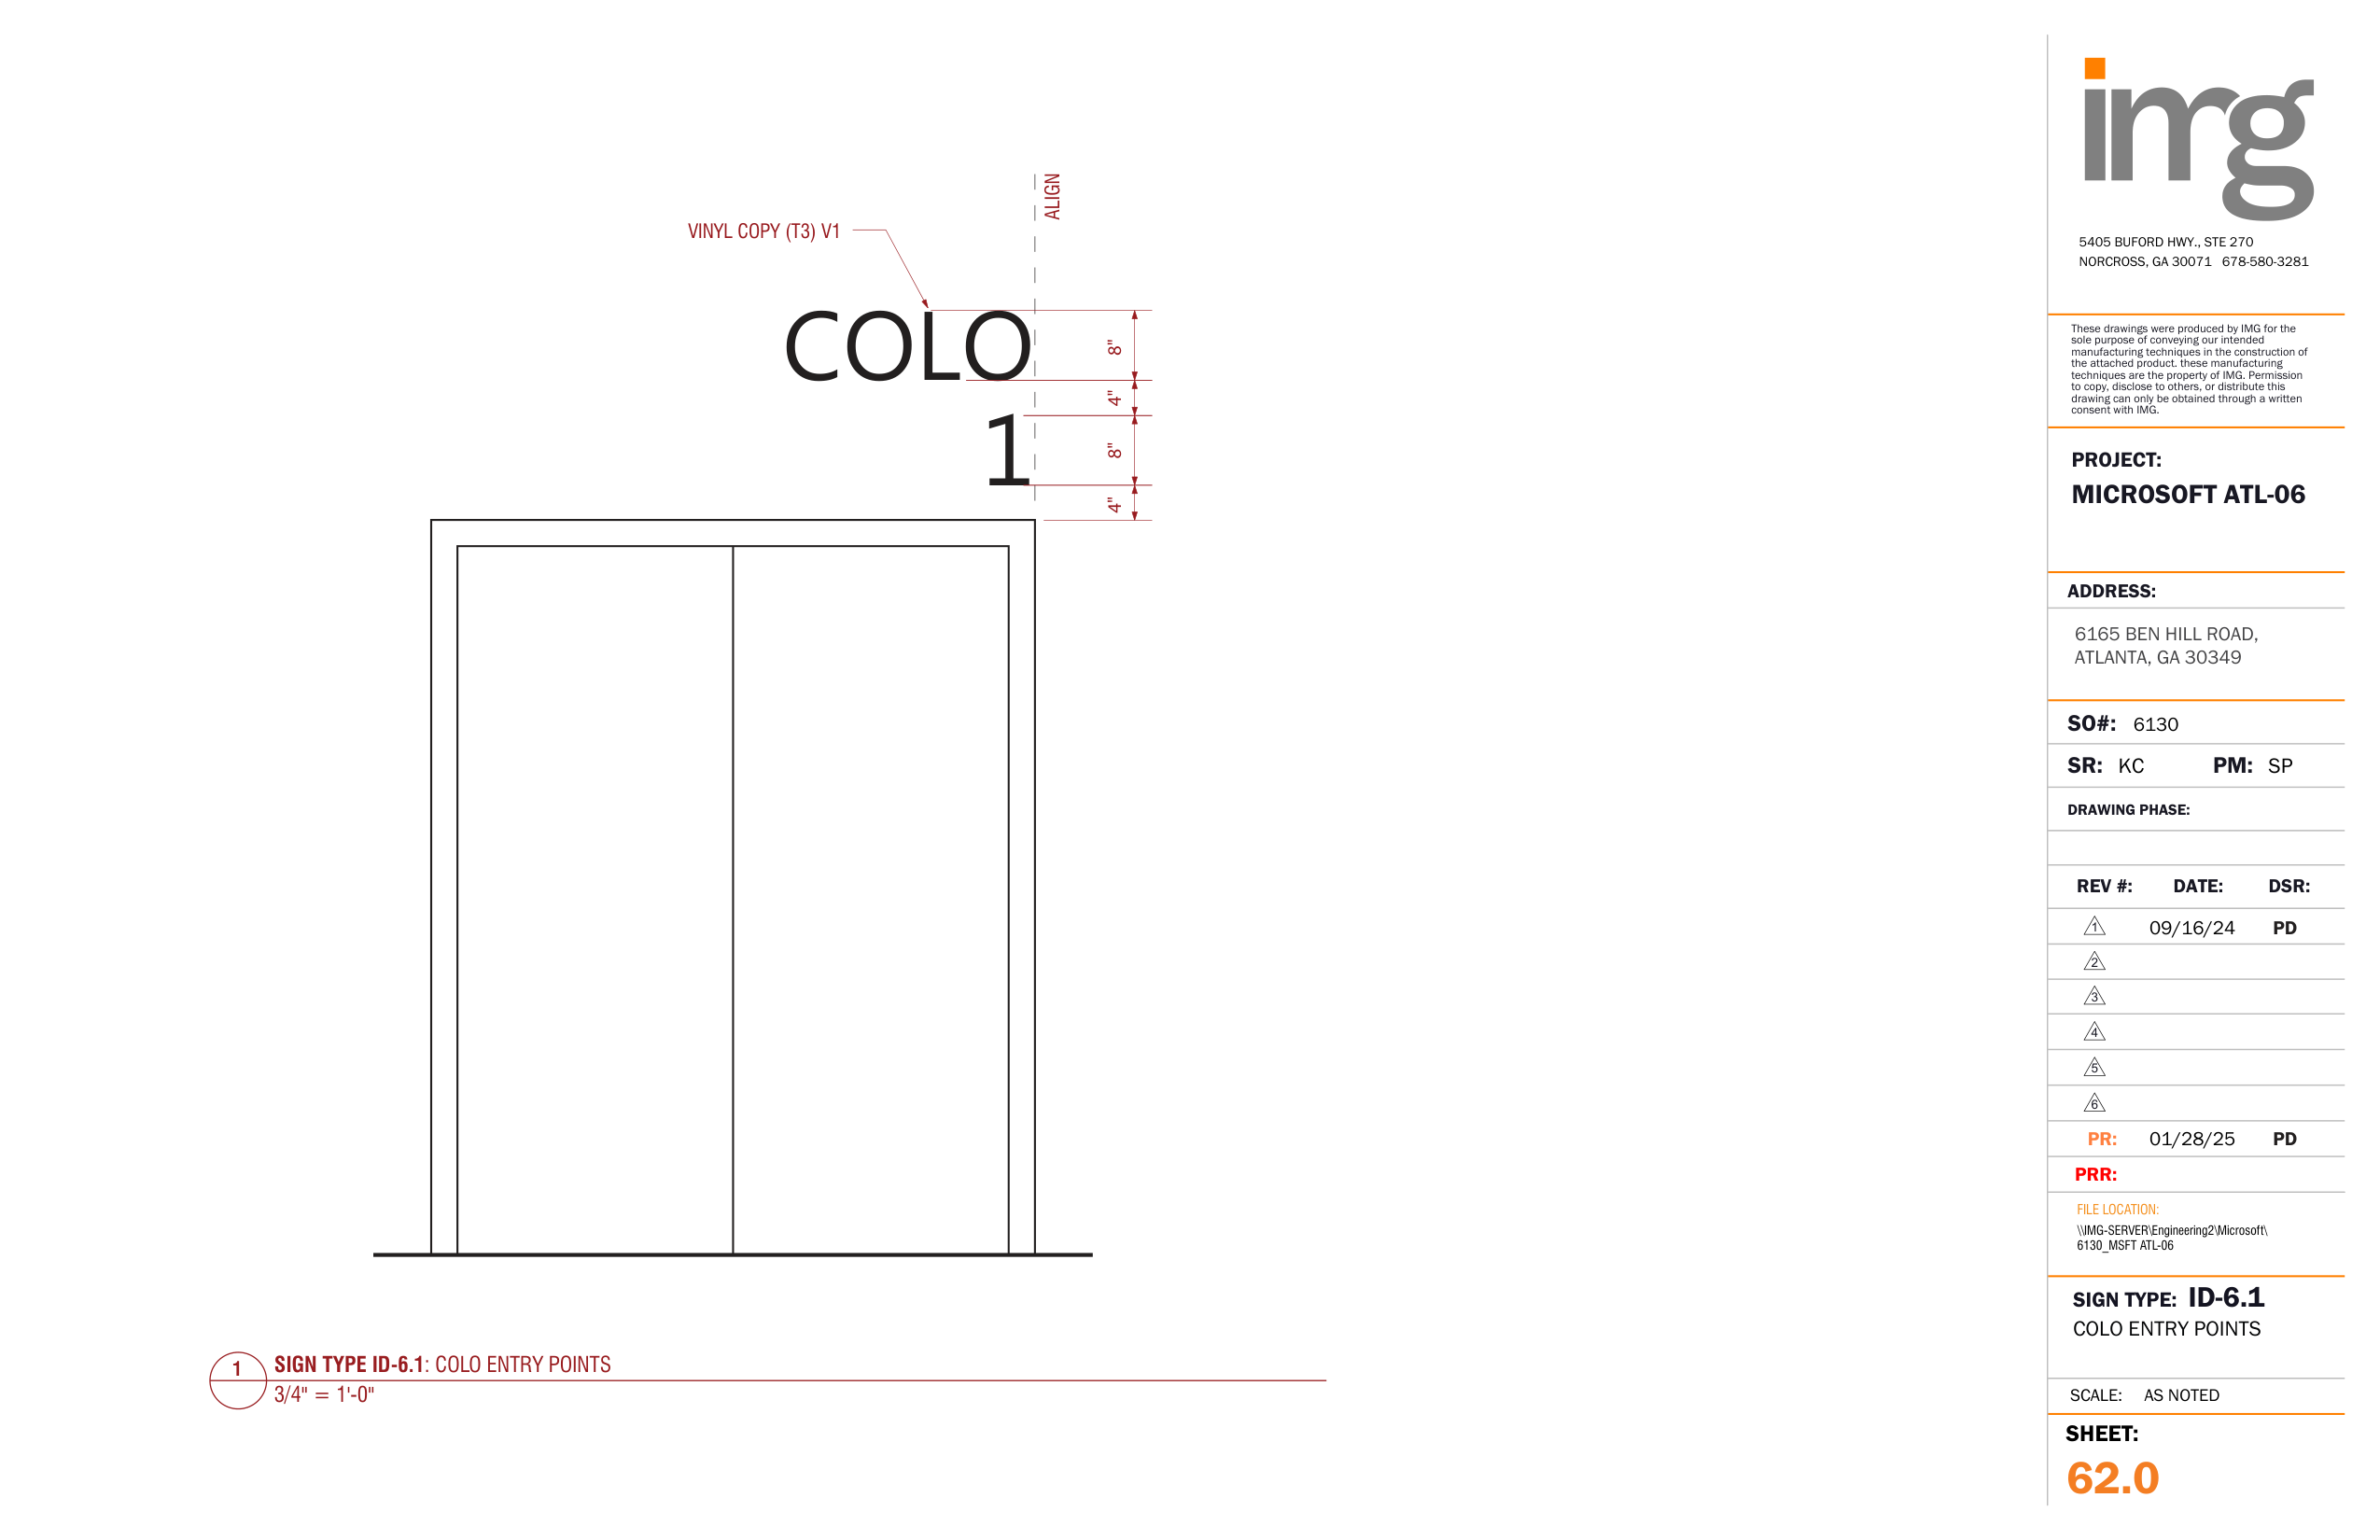 ALIGN
VINYL COPY (T3) V1
COLO
8"
4"
1
8"
4"
1
SIGN TYPE ID-6.1: COLO ENTRY POINTS
3/4" = 1'-0"
img
5405 BUFORD HWY., STE 270
NORCROSS, GA 30071 678-580-3281
These drawings were produced by IMG for the
sole purpose of conveying our intended
manufacturing techniques in the construction of
the attached product. these manufacturing
techniques are the property of IMG. Permission
to copy, disclose to others, or distribute this
drawing can only be obtained through a written
consent with IMG.
PROJECT:
MICROSOFT ATL-06
ADDRESS:
6165 BEN HILL ROAD,
ATLANTA, GA 30349
SO#: 6130
SR: KC PM: SP
DRAWING PHASE:
REV #: DATE: DSR:
1 09/16/24 PD
2
3
4
5
6
PR: 01/28/25 PD
PRR:
FILE LOCATION:
\\IMG-SERVER\Engineering2\Microsoft\
6130_MSFT ATL-06
SIGN TYPE: ID-6.1
COLO ENTRY POINTS
SCALE: AS NOTED
SHEET:
62.0